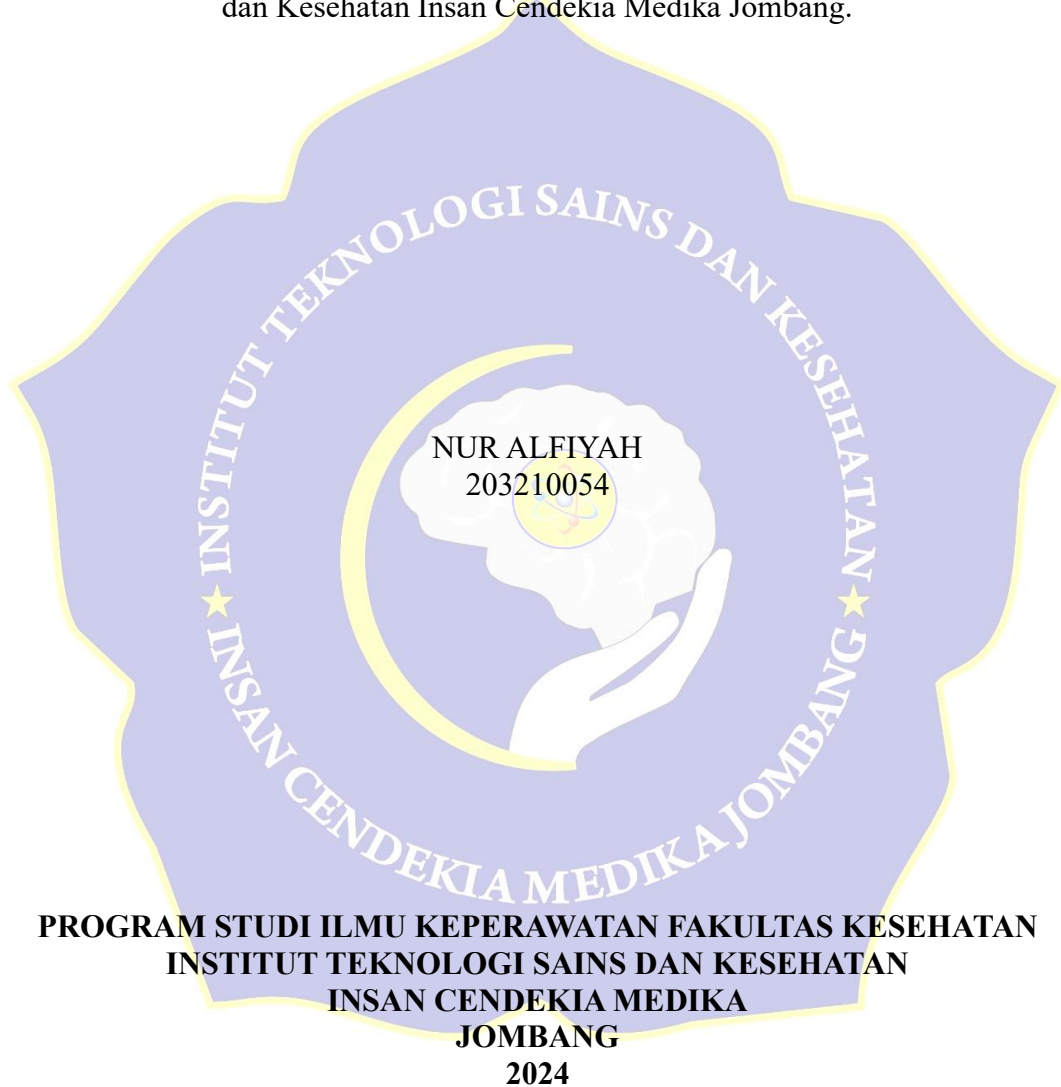 dan Kesehatan Insan Cendekia Medika Jombang.
INSTITUT TEKNOLOGI SAINS DAN KESEHATAN
NUR ALFIYAH
203210054
★ INSAN CENDEKIA MEDIKA JOMBANG ★
PROGRAM STUDI ILMU KEPERAWATAN FAKULTAS KESEHATAN
INSTITUT TEKNOLOGI SAINS DAN KESEHATAN
INSAN CENDEKIA MEDIKA
JOMBANG
2024